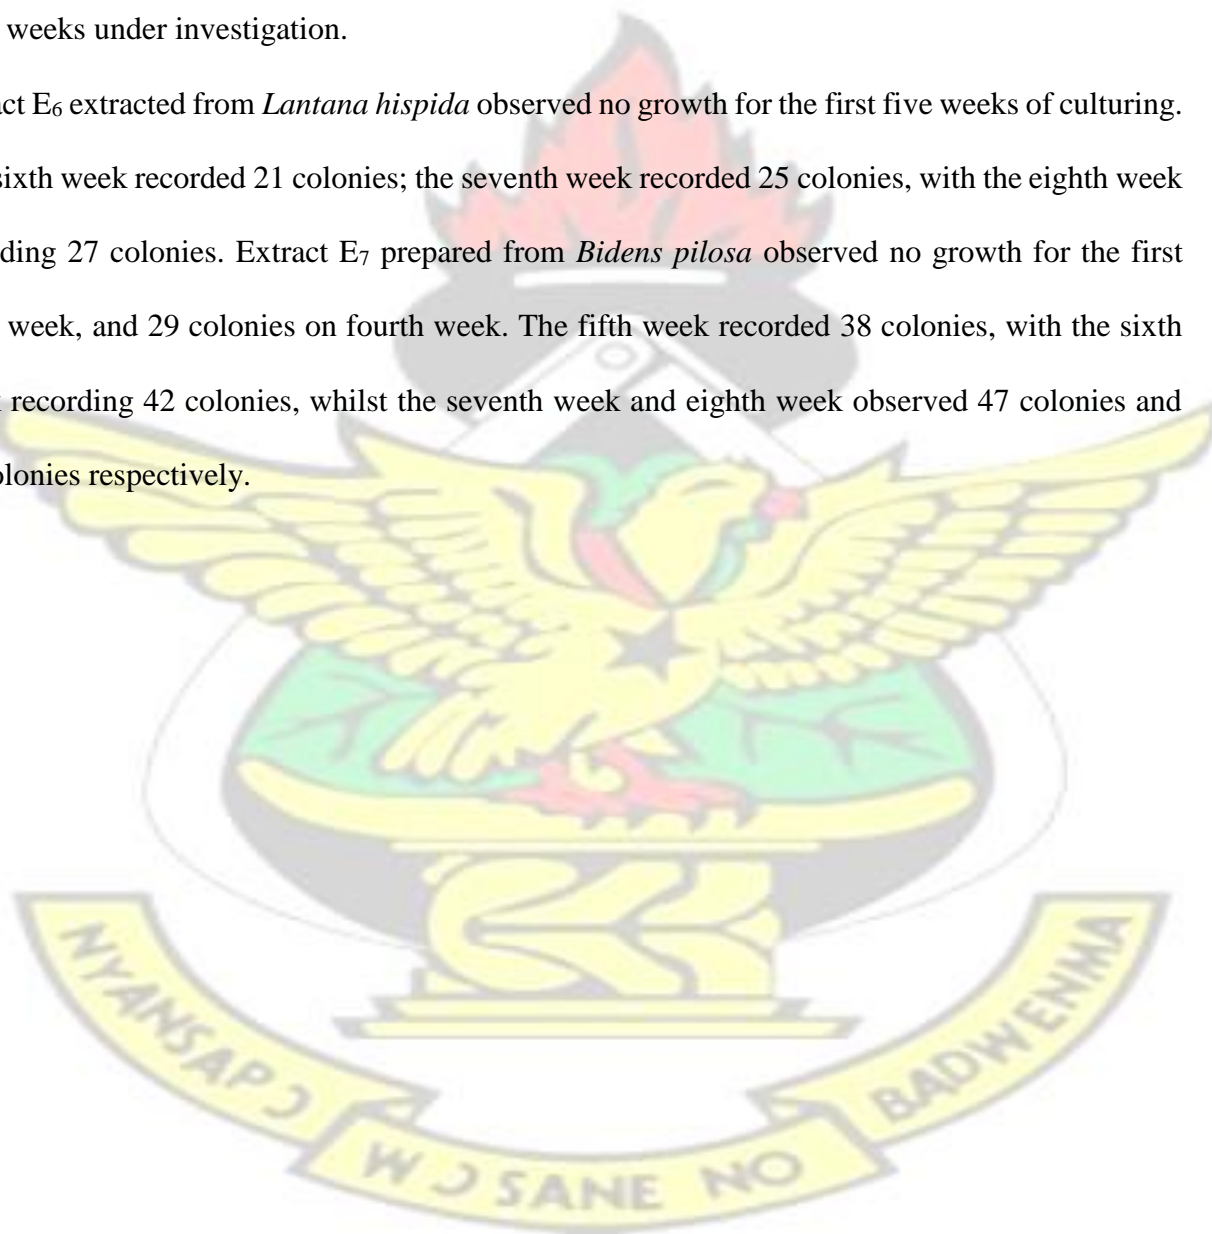 weeks under investigation.
act E₆ extracted from Lantana hispida observed no growth for the first five weeks of culturing.
sixth week recorded 21 colonies; the seventh week recorded 25 colonies, with the eighth week
ding 27 colonies. Extract E₇ prepared from Bidens pilosa observed no growth for the first
week, and 29 colonies on fourth week. The fifth week recorded 38 colonies, with the sixth
recording 42 colonies, whilst the seventh week and eighth week observed 47 colonies and
olonies respectively.
NYANSAPƆ
WƆSANE NO
BADWENMA